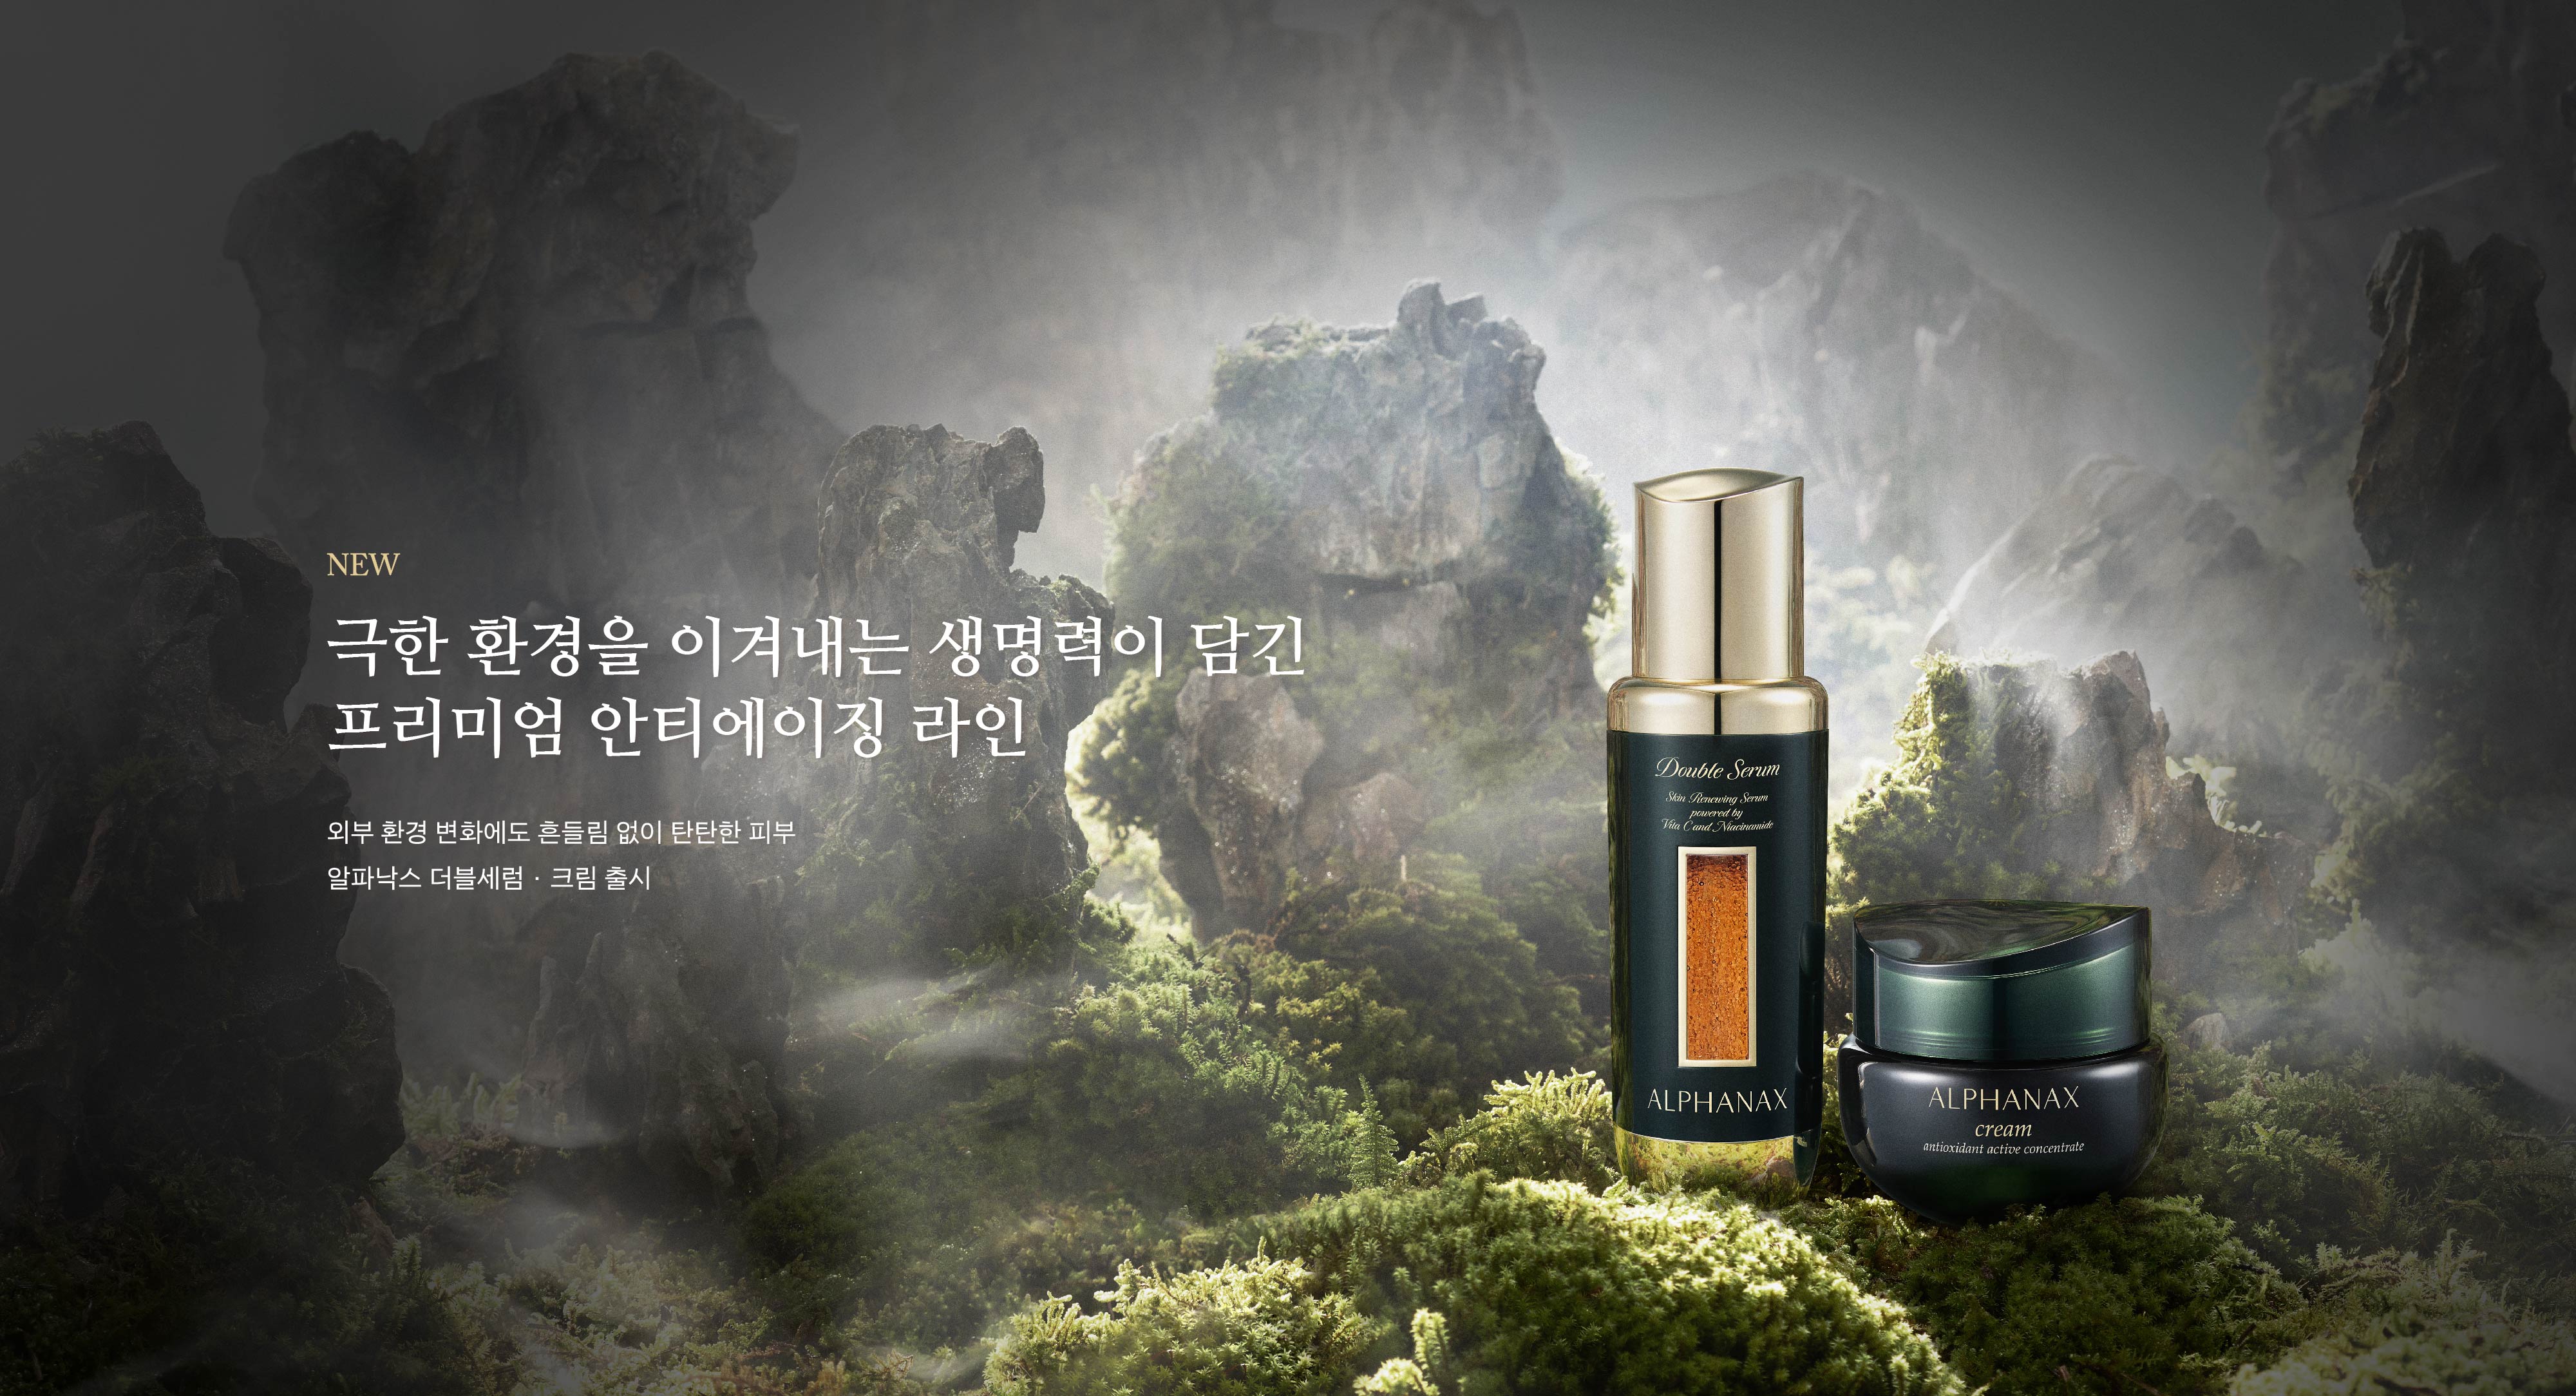 NEW
극한 환경을 이겨내는 생명력이 담긴
프리미엄 안티에이징 라인
외부 환경 변화에도 흔들림 없이 탄탄한 피부
알파낙스 더블세럼 · 크림 출시
Double Serum
Skin Renewing Serum
powered by
Vita C and Niacinamide
ALPHANAX
ALPHANAX
cream
antioxidant active concentrate